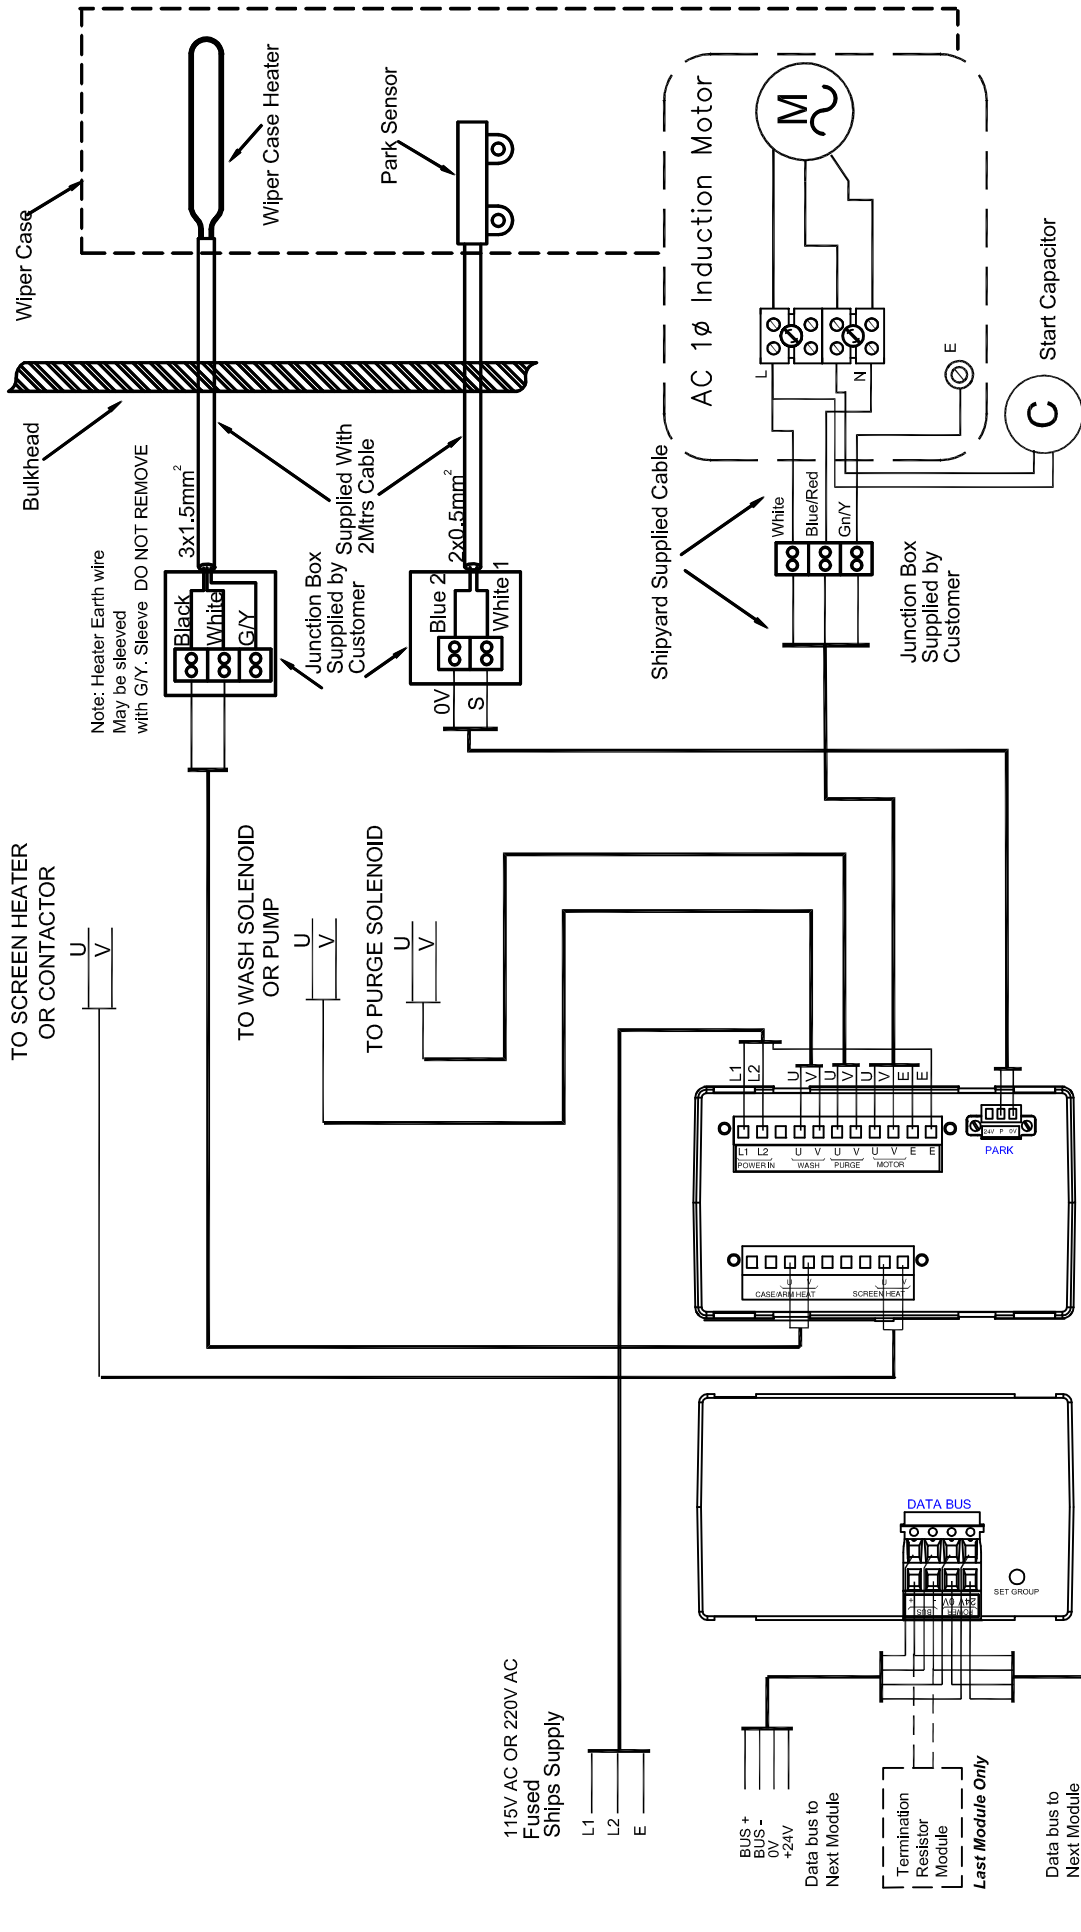 Wiper Case
Wiper Case Heater
Park Sensor
AC 1ø Induction Motor
M
Bulkhead
3x1.5mm²
Supplied With
2Mtrs Cable
2x0.5mm²
L
N
E
Start Capacitor
C
Note: Heater Earth wire
May be sleeved
with G/Y. Sleeve DO NOT REMOVE
Black
White
G/Y
Junction Box
Supplied by
Customer
Blue 2
White 1
0V
S
Shipyard Supplied Cable
White
Blue/Red
Gn/Y
Junction Box
Supplied by
Customer
TO SCREEN HEATER
OR CONTACTOR
U
V
TO WASH SOLENOID
OR PUMP
U
V
TO PURGE SOLENOID
U
V
L1
L2
U
V
U
V
U
V
E
E
L1 L2 U V U V U V E E
POWER IN WASH PURGE MOTOR
24V P 0V
PARK
U V U V
CASE/ARM HEAT SCREEN HEAT
DATA BUS
+ - 0V 24V
BUS POWER
SET GROUP
115V AC OR 220V AC
Fused
Ships Supply
L1
L2
E
BUS +
BUS -
0V
+24V
Data bus to
Next Module
Termination
Resistor
Module
Last Module Only
Data bus to
Next Module